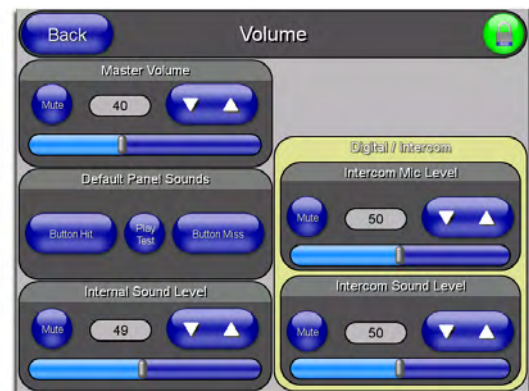 Back
Volume
Master Volume
Mute
40
Default Panel Sounds
Button Hit
Play
Test
Button Miss
Internal Sound Level
Mute
49
Digital / Intercom
Intercom Mic Level
Mute
50
Intercom Sound Level
Mute
50